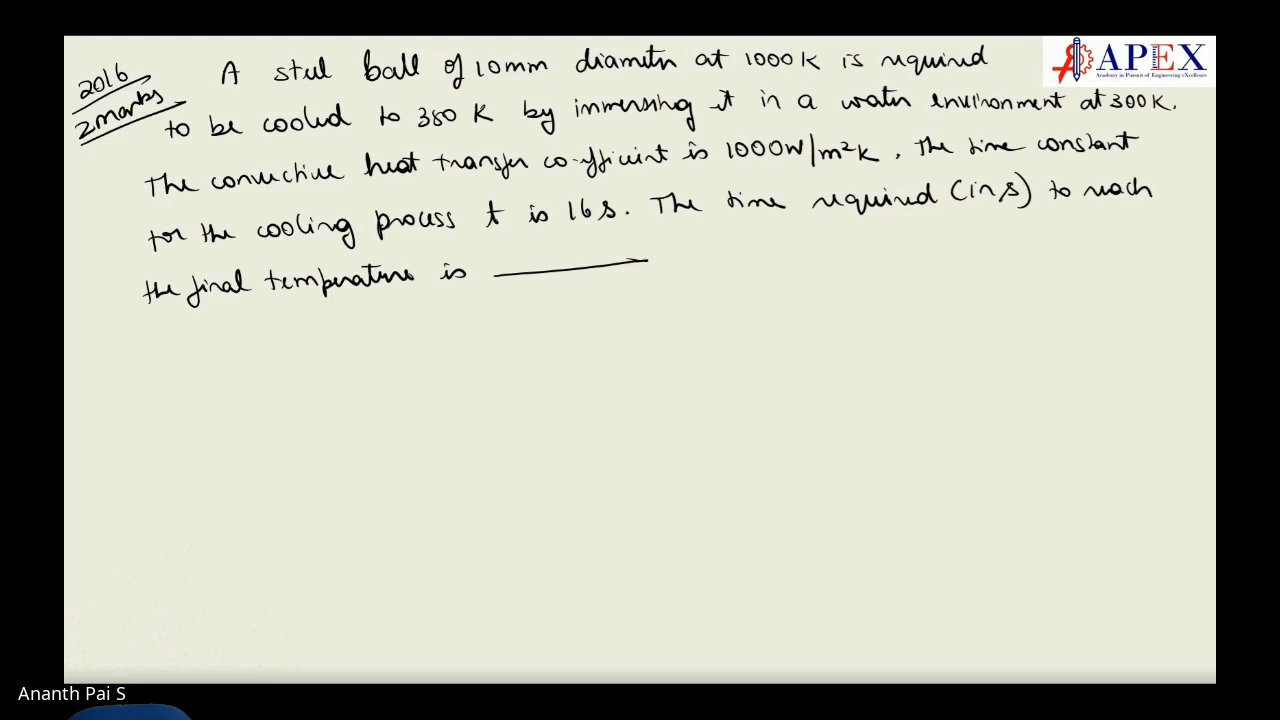 2016
2 marks
A steel ball of 10mm diameter at 1000 K is required
to be cooled to 350 K by immersing it in a water environment at 300 K.
The convective heat transfer co-efficient is 1000W/m²K. The time constant
for the cooling process t is 16 s. The time required (in s) to reach
the final temperature is
APEX
Academy in Pursuit of Engineering eXcellence
Ananth Pai S